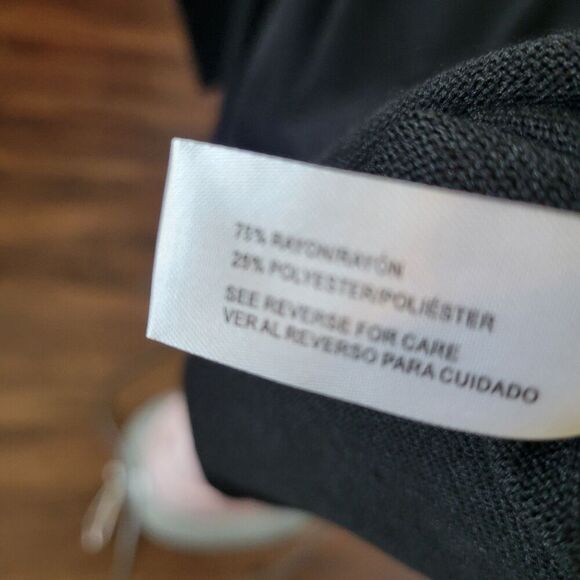 75% RAYON/RAYÓN
25% POLYESTER/POLIÉSTER
SEE REVERSE FOR CARE
VER AL REVERSO PARA CUIDADO